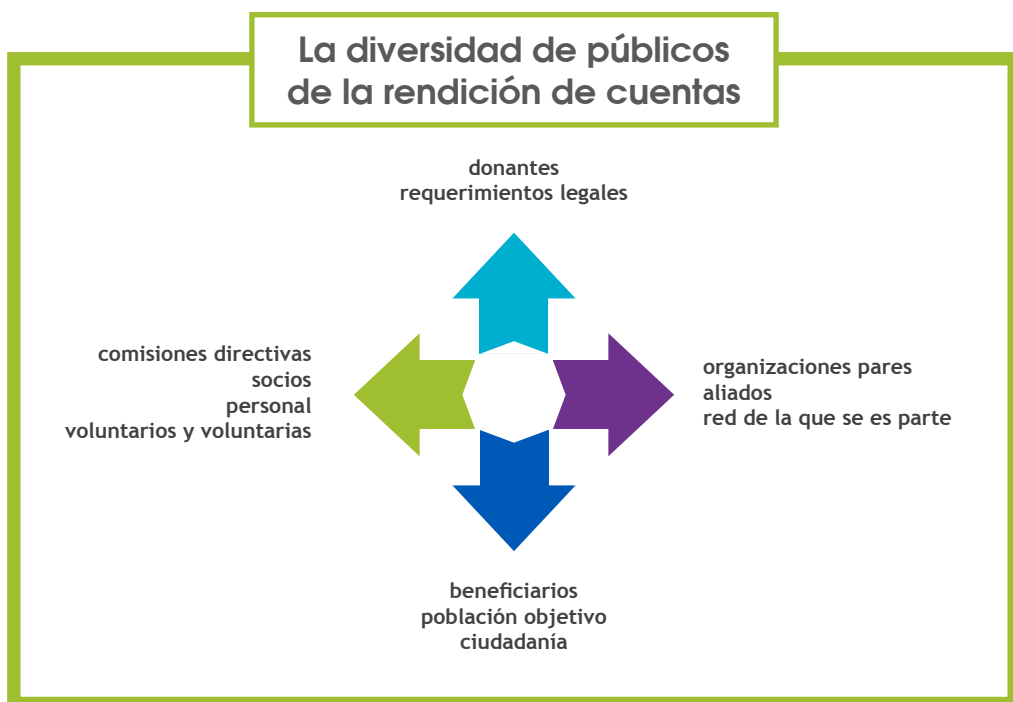 La diversidad de públicos
de la rendición de cuentas
donantes
requerimientos legales
comisiones directivas
socios
personal
voluntarios y voluntarias
organizaciones pares
aliados
red de la que se es parte
beneficiarios
población objetivo
ciudadanía